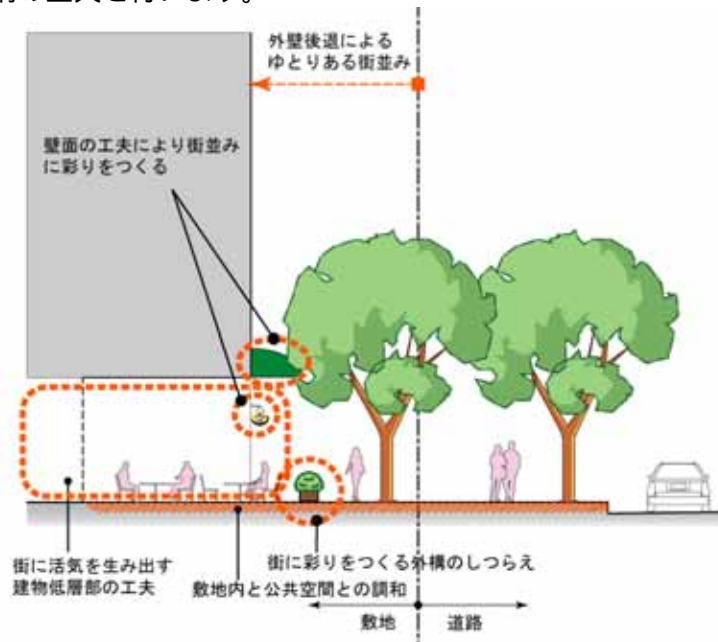 外壁後退による
ゆとりある街並み
壁面の工夫により街並み
に彩りをつくる
街に活気を生み出す
建物低層部の工夫
街に彩りをつくる外構のしつらえ
敷地内と公共空間との調和
敷地
道路